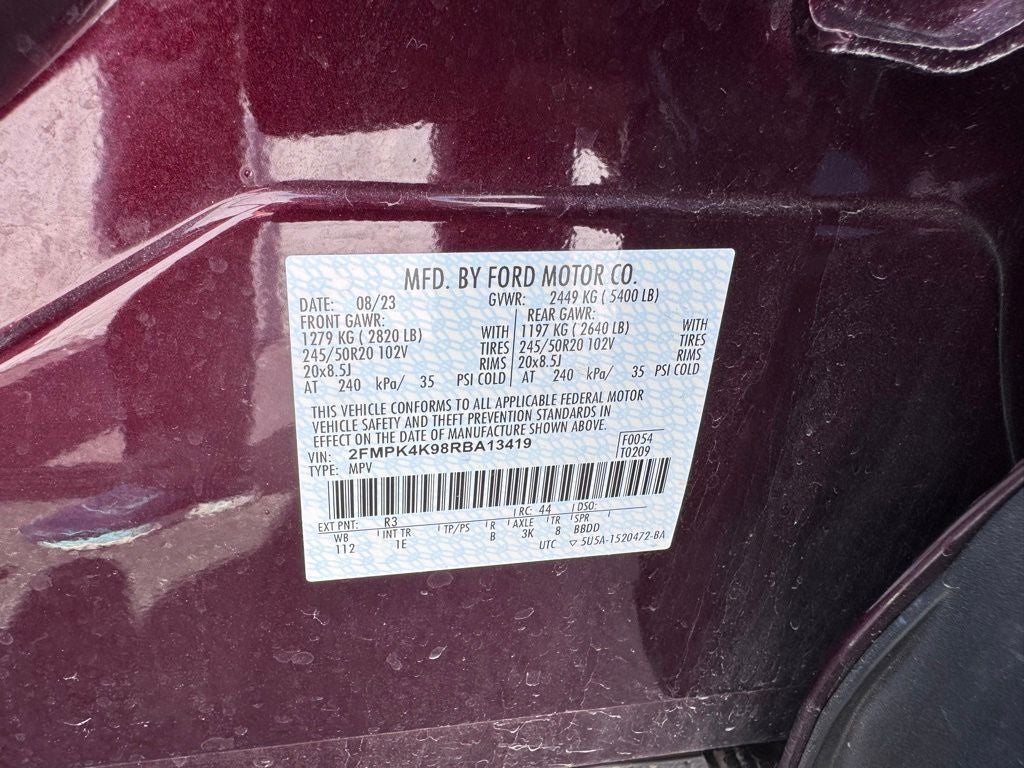 MFD. BY FORD MOTOR CO.
DATE: 08/23 GVWR: 2449 KG ( 5400 LB)
FRONT GAWR: REAR GAWR:
1279 KG ( 2820 LB) WITH 1197 KG ( 2640 LB) WITH
245/50R20 102V TIRES 245/50R20 102V TIRES
20x8.5J RIMS 20x8.5J RIMS
AT 240 kPa/ 35 PSI COLD AT 240 kPa/ 35 PSI COLD
THIS VEHICLE CONFORMS TO ALL APPLICABLE FEDERAL MOTOR
VEHICLE SAFETY AND THEFT PREVENTION STANDARDS IN
EFFECT ON THE DATE OF MANUFACTURE SHOWN ABOVE.
VIN: 2FMPK4K98RBA13419 F0054
TYPE: MPV T0209
EXT PNT: R3 RC: 44 DSO:
WB INT TR TP/PS R AXLE TR SPR
112 1E B 3K 8 BBDD
UTC ▽ 5U5A-1520472-BA